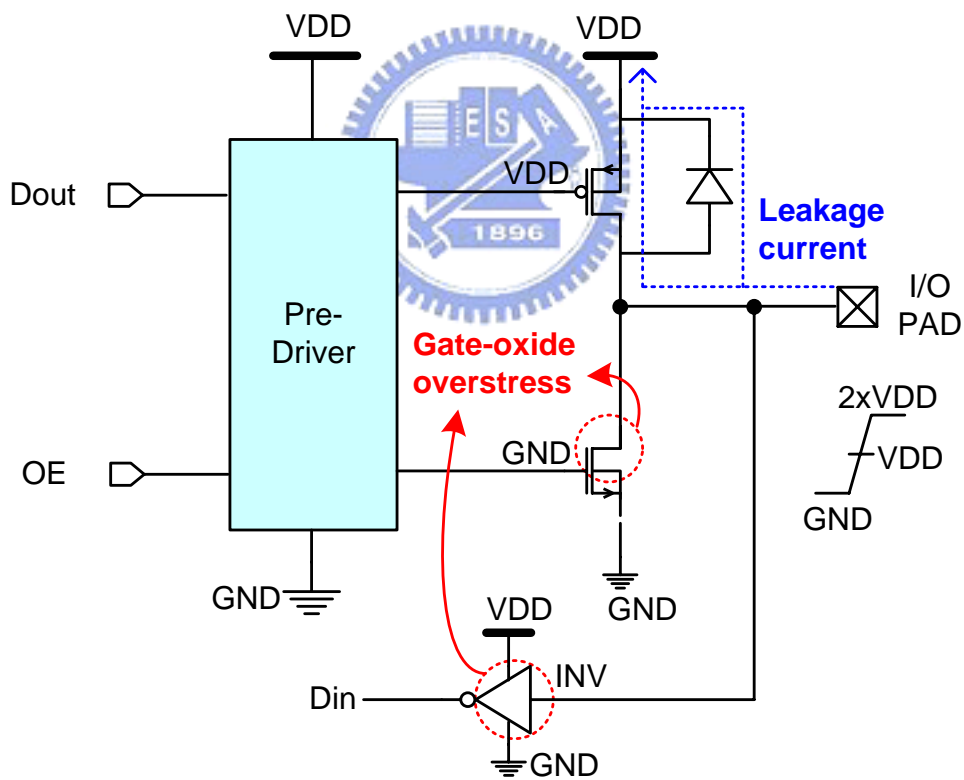 VDD
VDD
Dout
VDD
E S A
1896
Leakage
current
I/O
PAD
Pre-
Driver
Gate-oxide
overstress
2xVDD
VDD
GND
OE
GND
GND
GND
VDD
INV
Din
GND